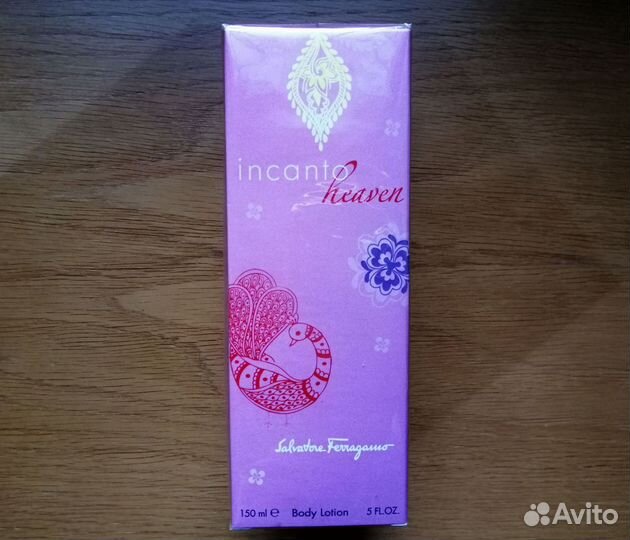 incanto
heaven
Salvatore Ferragamo
150 ml e Body Lotion 5 FL.OZ.
Avito